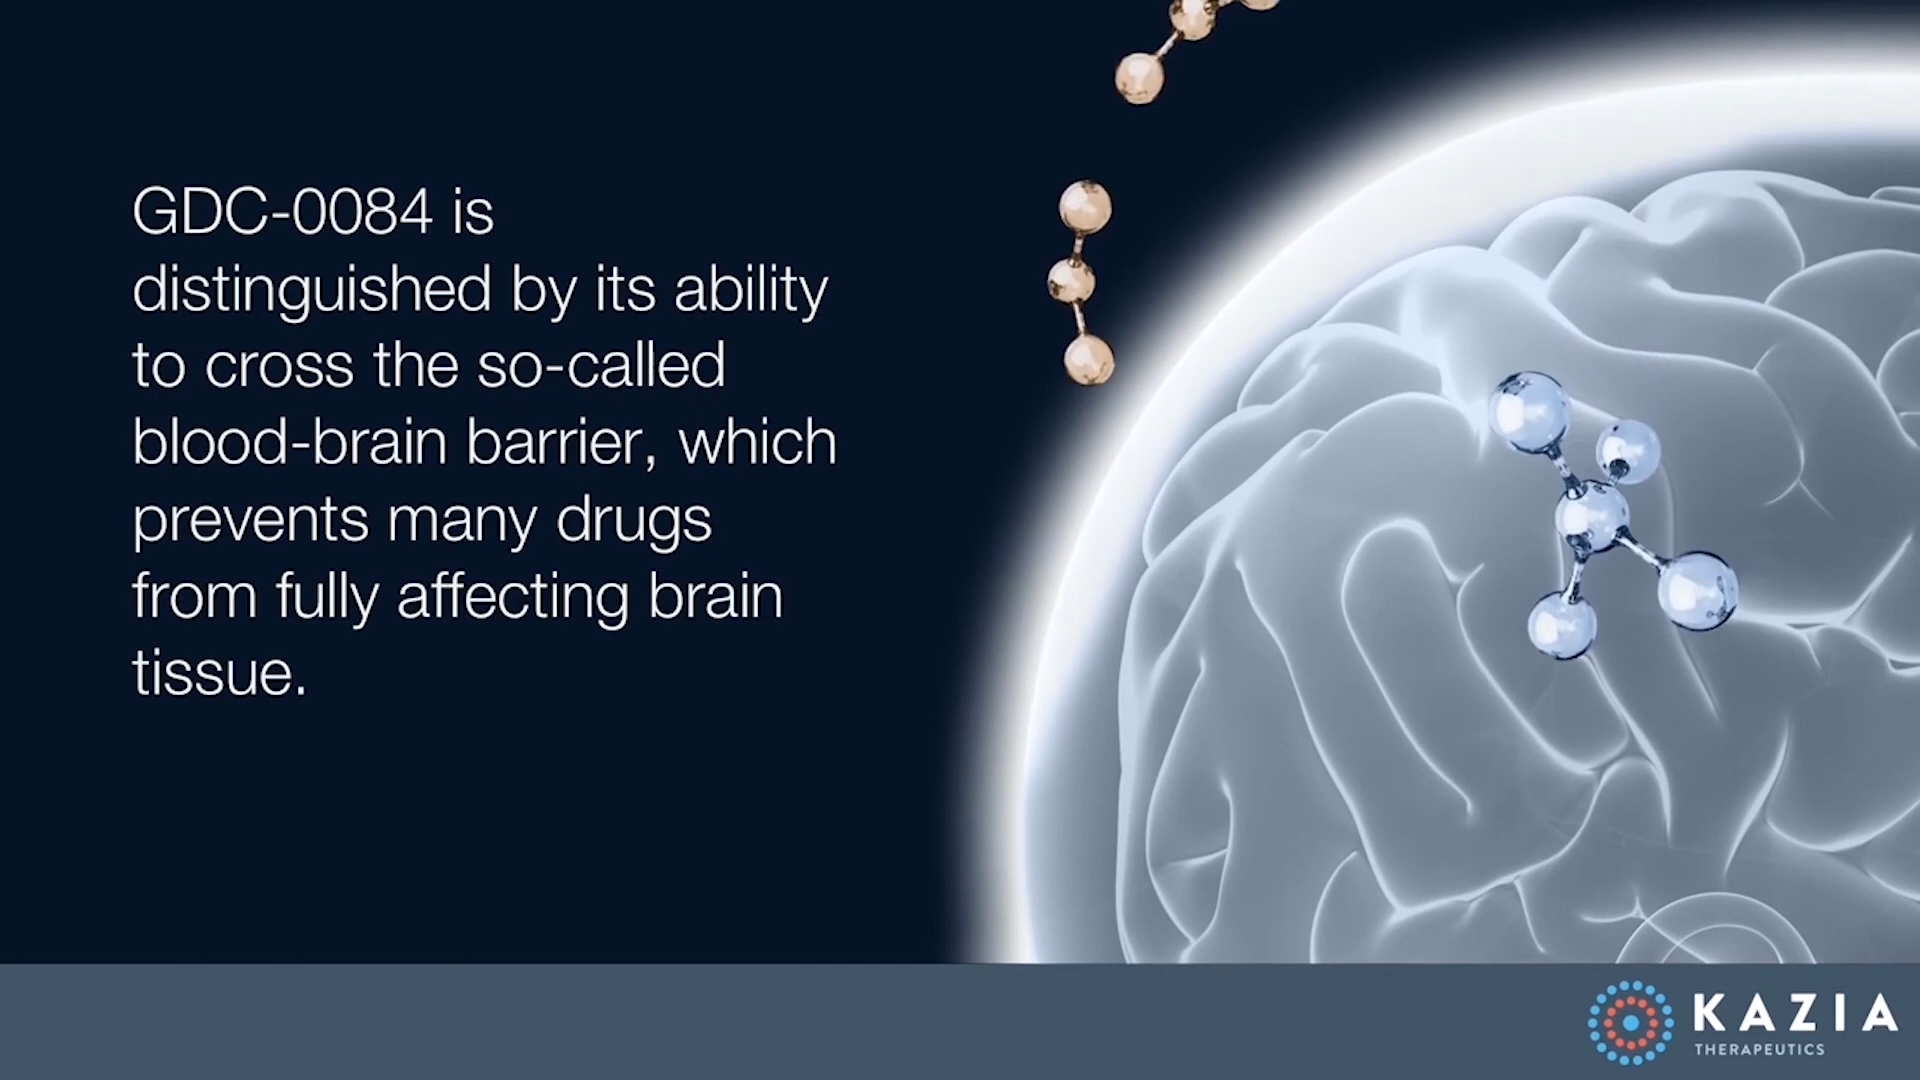 GDC-0084 is
distinguished by its ability
to cross the so-called
blood-brain barrier, which
prevents many drugs
from fully affecting brain
tissue.
KAZIA
THERAPEUTICS